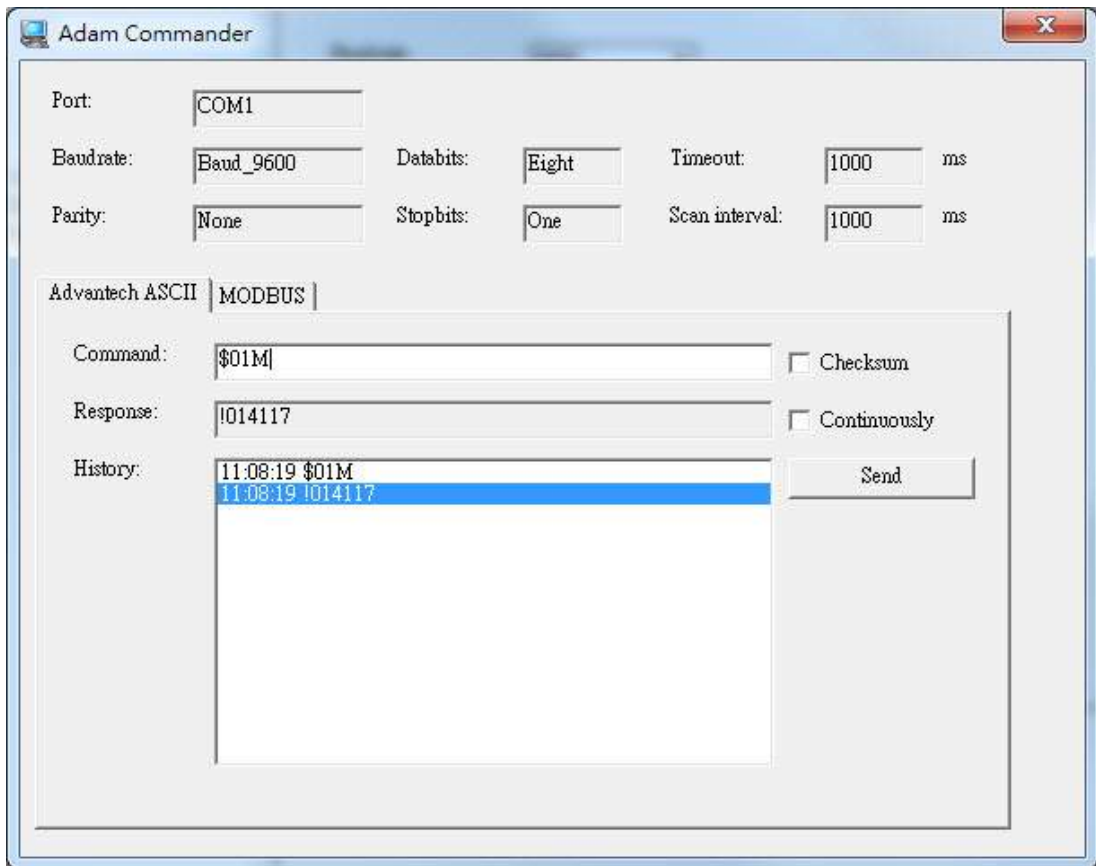 Adam Commander
Port: COM1
Baudrate: Baud_9600 Databits: Eight Timeout: 1000 ms
Parity: None Stopbits: One Scan interval: 1000 ms
Advantech ASCII MODBUS
Command: $01M Checksum
Response: !014117 Continuously
History: 11:08:19 $01M Send
11:08:19 !014117